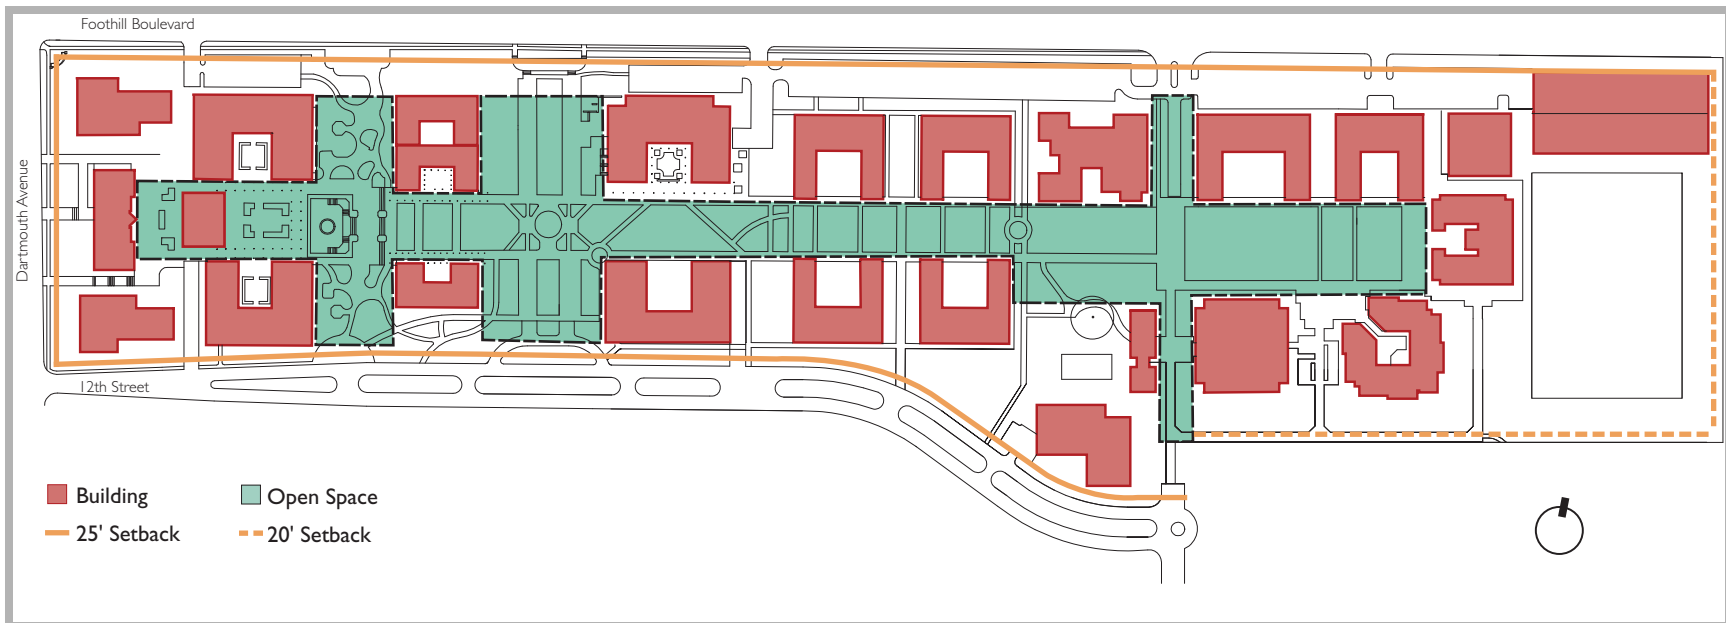 Foothill Boulevard
Dartmouth Avenue
12th Street
Building
Open Space
25' Setback
20' Setback